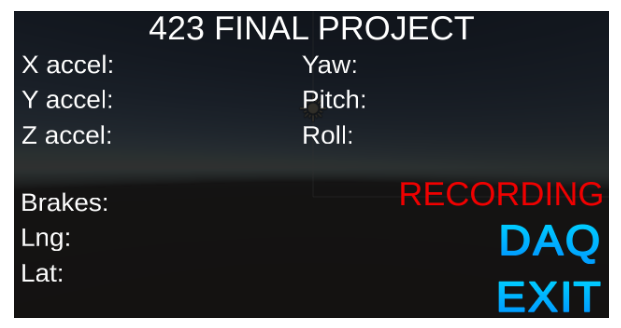 423 FINAL PROJECT
X accel:
Y accel:
Z accel:
Yaw:
Pitch:
Roll:
Brakes:
Lng:
Lat:
RECORDING
DAQ
EXIT